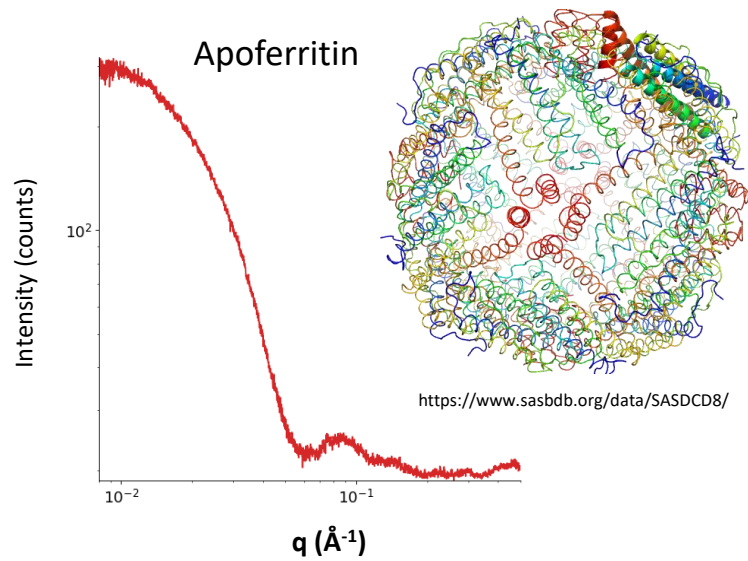 Apoferritin
Intensity (counts)
10²
https://www.sasbdb.org/data/SASDCD8/
10⁻²
10⁻¹
q (Å⁻¹)